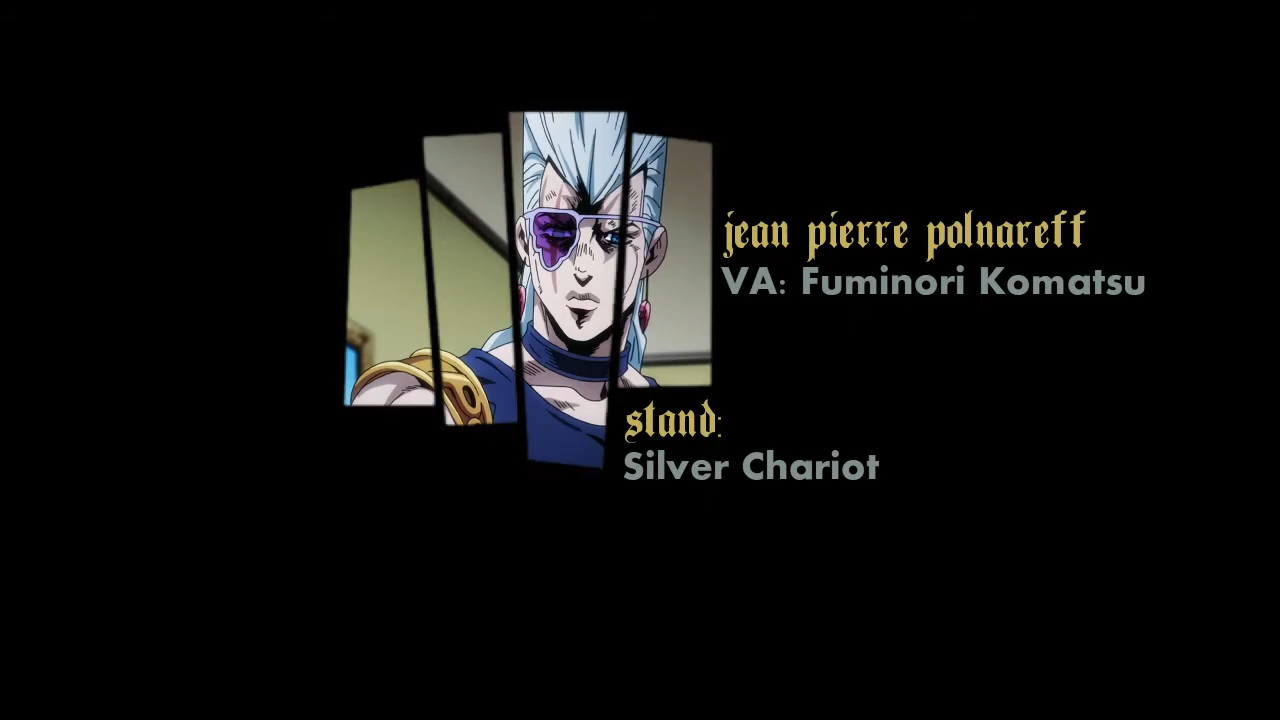 jean pierre polnareff
VA: Fuminori Komatsu
stand:
Silver Chariot